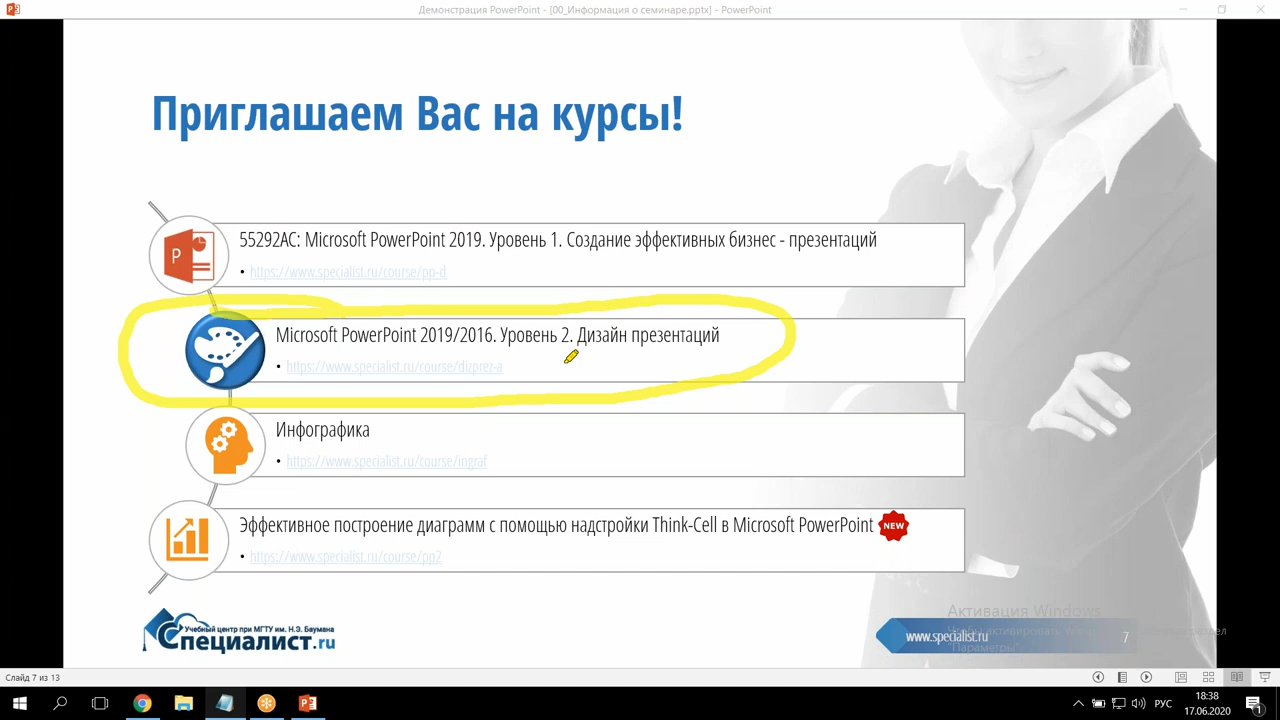 Демонстрация PowerPoint - [00_Информация о семинаре.pptx] - PowerPoint
Приглашаем Вас на курсы!
P
55292AC: Microsoft PowerPoint 2019. Уровень 1. Создание эффективных бизнес - презентаций
• https://www.specialist.ru/course/pp-d
Microsoft PowerPoint 2019/2016. Уровень 2. Дизайн презентаций
• https://www.specialist.ru/course/dizprez-a
Инфографика
• https://www.specialist.ru/course/ingraf
Эффективное построение диаграмм с помощью надстройки Think-Cell в Microsoft PowerPoint NEW
• https://www.specialist.ru/course/pp2
Учебный центр при МГТУ им. Н.Э. Баумана
Специалист.ru
Активация Windows
www.specialist.ru 7
Чтобы активировать раздел
"Параметры".
Слайд 7 из 13
РУС
18:38
17.06.2020
1